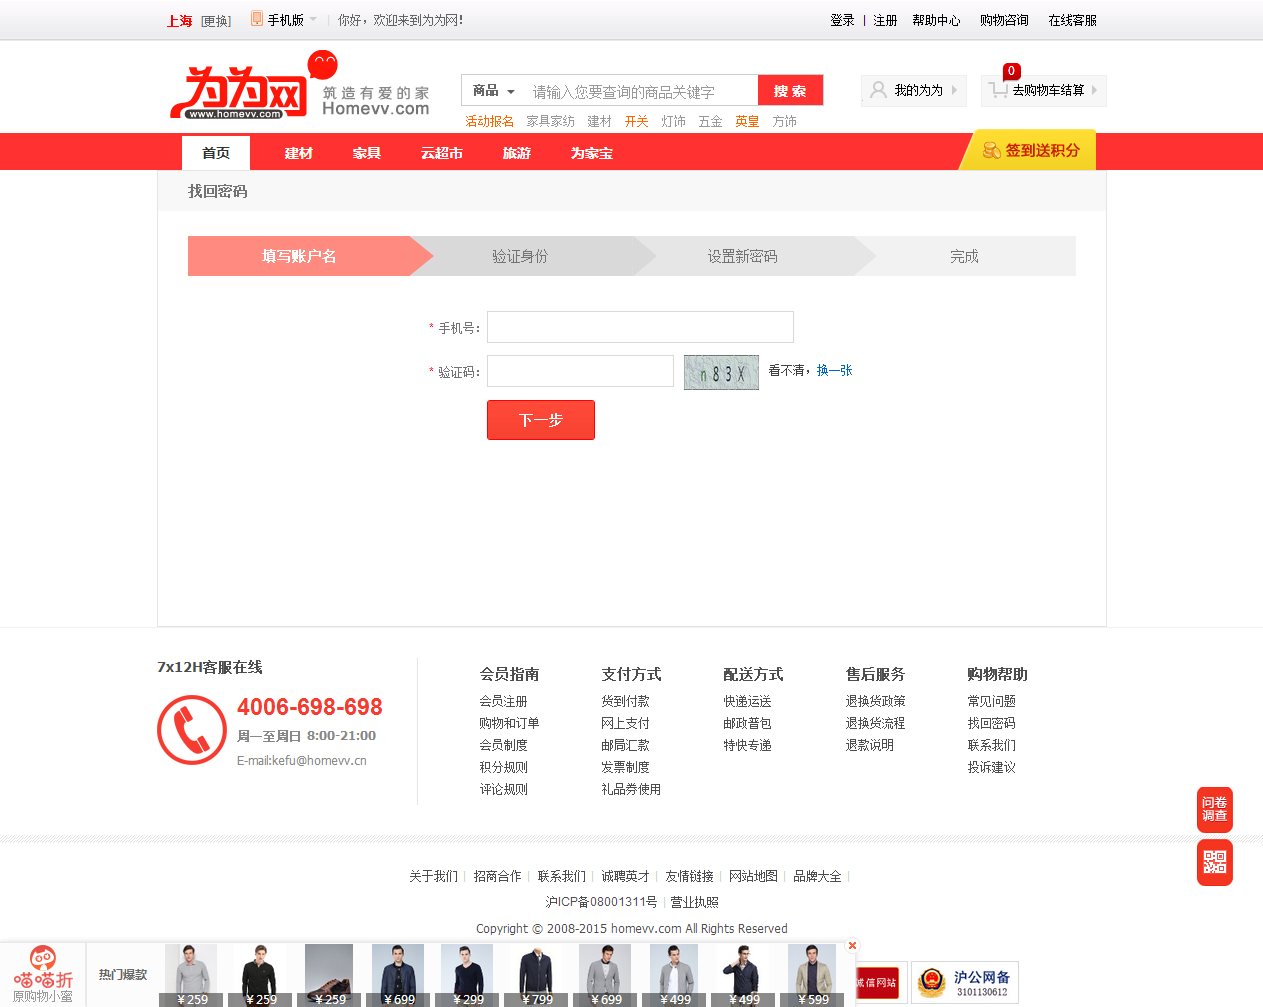 上海 [更换] 手机版 你好，欢迎来到为为网！ 登录 注册 帮助中心 购物咨询 在线客服
为为网
www.homevv.com
筑造有爱的家
Homevv.com
商品 请输入您要查询的商品关键字 搜 索
我的为为
0
去购物车结算
活动报名 家具家纺 建材 开关 灯饰 五金 英皇 方饰
首页 建材 家具 云超市 旅游 为家宝 签到送积分
找回密码
填写账户名 验证身份 设置新密码 完成
* 手机号：
* 验证码： n83X 看不清，换一张
下一步
7x12H客服在线
4006-698-698
周一至周日 8:00-21:00
E-mail:kefu@homevv.cn
会员指南
会员注册
购物和订单
会员制度
积分规则
评论规则
支付方式
货到付款
网上支付
邮局汇款
发票制度
礼品券使用
配送方式
快递运送
邮政普包
特快专递
售后服务
退换货政策
退换货流程
退款说明
购物帮助
常见问题
找回密码
联系我们
投诉建议
问卷
调查
关于我们 招商合作 联系我们 诚聘英才 友情链接 网站地图 品牌大全
沪ICP备08001311号 营业执照
Copyright © 2008-2015 homevv.com All Rights Reserved
喵喵折
原购物小蜜
热门爆款
¥259 ¥259 ¥259 ¥699 ¥299 ¥799 ¥699 ¥499 ¥499 ¥599
诚信网站
沪公网备
3101130612